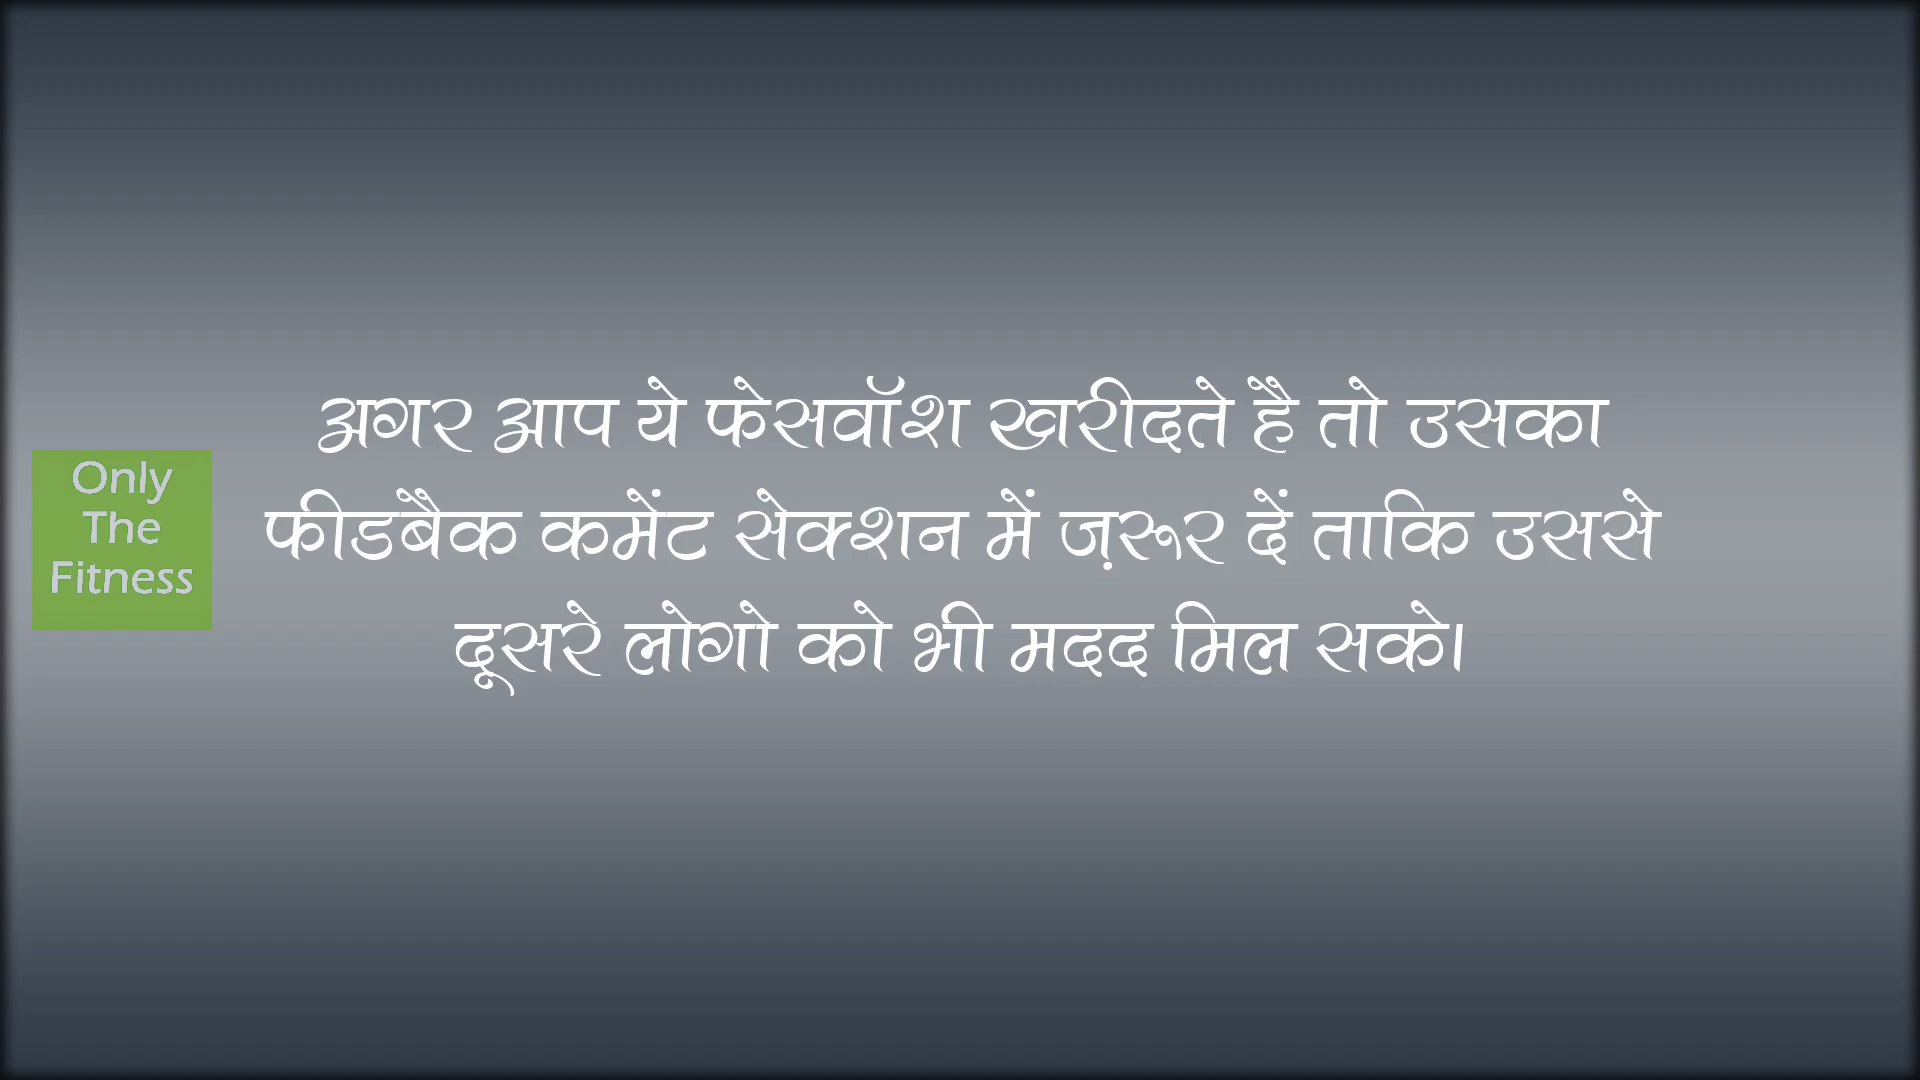 अगर आप ये फेसवॉश खरीदते है तो उसका
फीडबैक कमेंट सेक्शन में ज़रूर दें ताकि उससे
दूसरे लोगो को भी मदद मिल सके।
Only
The
Fitness